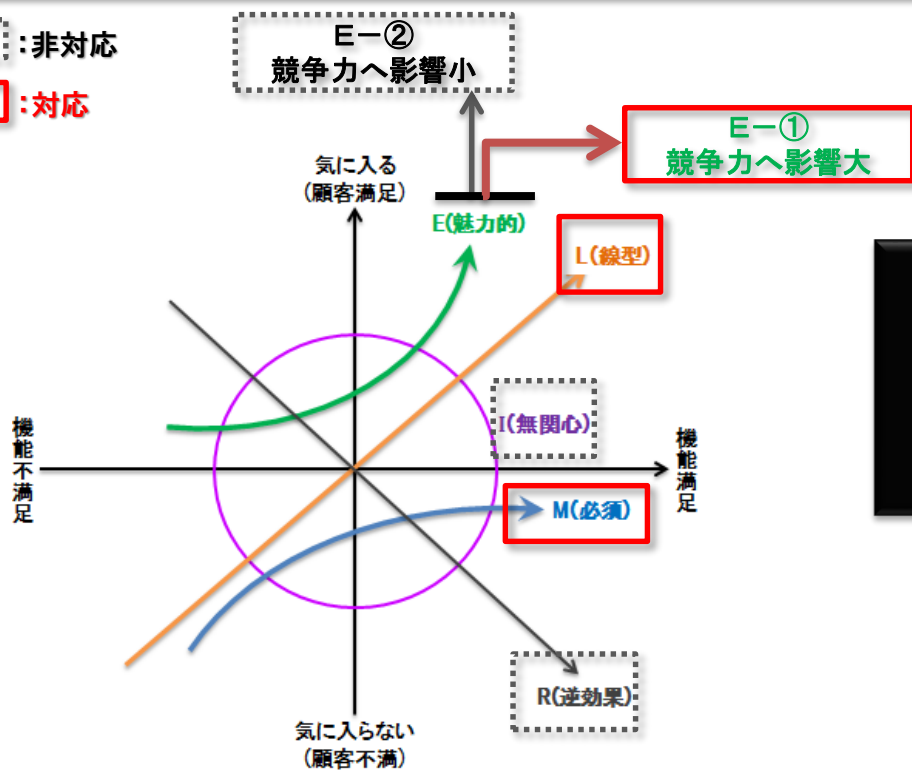 :非対応
:対応
E-②
競争力へ影響小
E-①
競争力へ影響大
気に入る
(顧客満足)
E(魅力的)
L(線型)
I(無関心)
機能不満足
機能満足
M(必須)
R(逆効果)
気に入らない
(顧客不満)